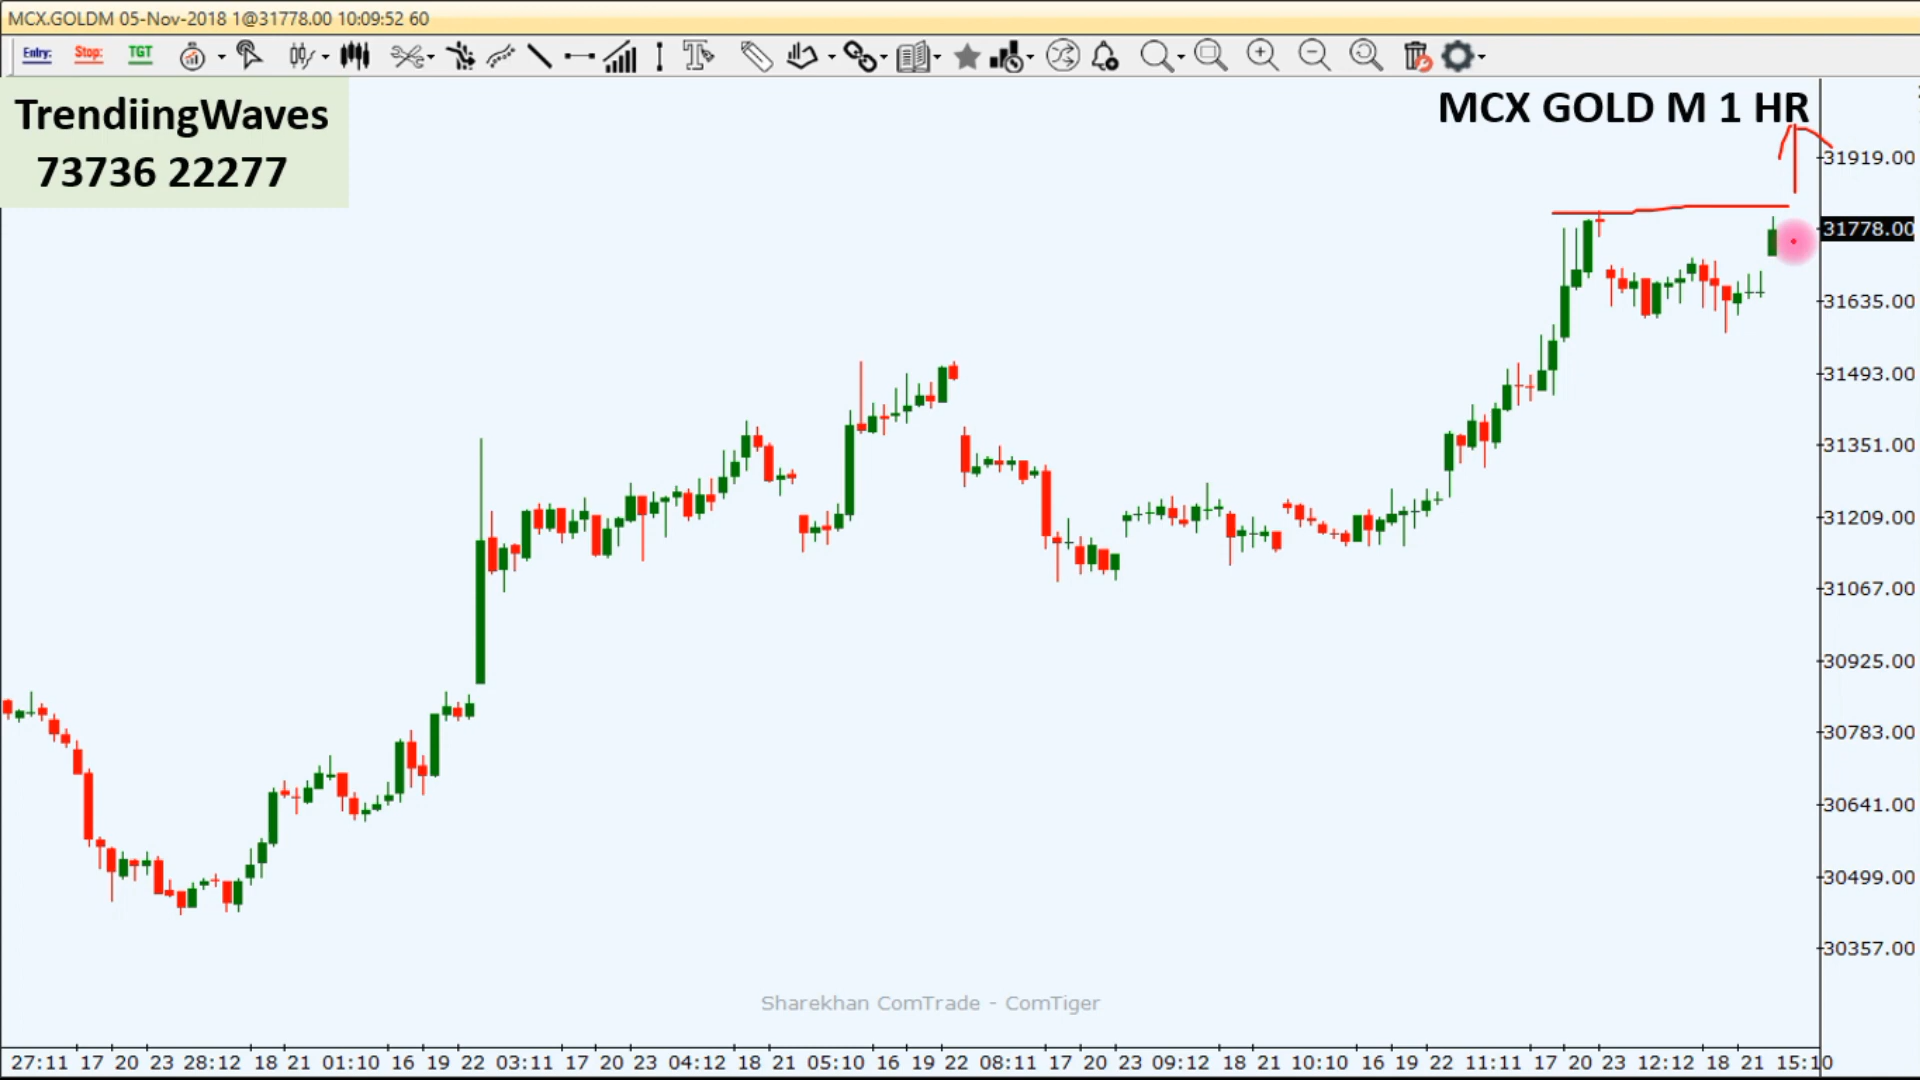 MCX.GOLDM 05-Nov-2018 1@31778.00 10:09:52 60
Entry: Stop: TGT
TrendiingWaves
73736 22277
MCX GOLD M 1 HR
31919.00
31778.00
31635.00
31493.00
31351.00
31209.00
31067.00
30925.00
30783.00
30641.00
30499.00
30357.00
Sharekhan ComTrade - ComTiger
27:11 17 20 23 28:12 18 21 01:10 16 19 22 03:11 17 20 23 04:12 18 21 05:10 16 19 22 08:11 17 20 23 09:12 18 21 10:10 16 19 22 11:11 17 20 23 12:12 18 21 15:10